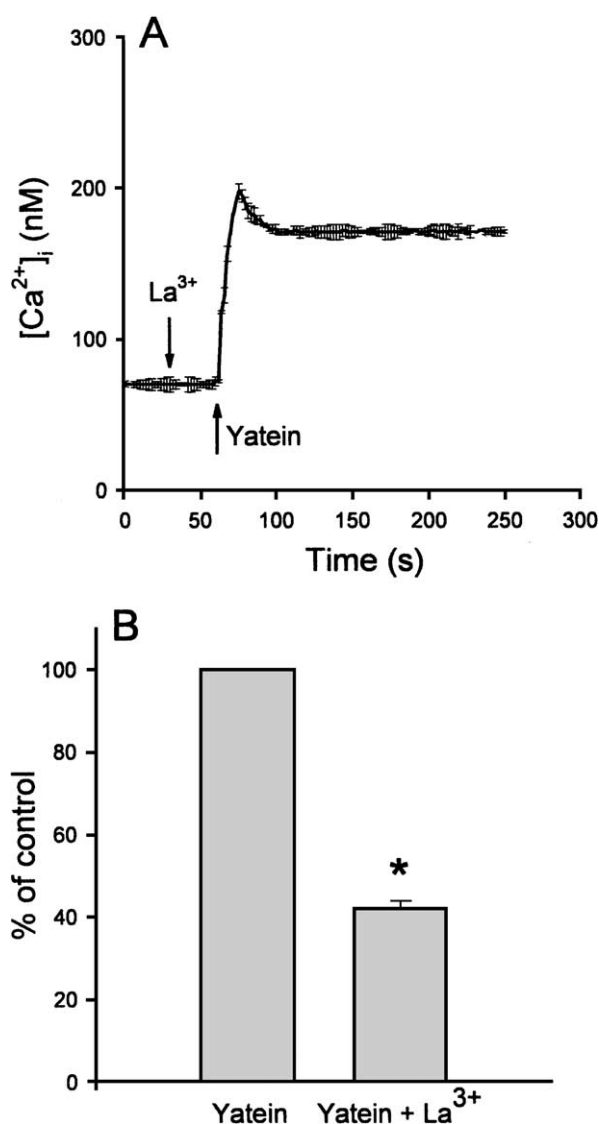 A
300
200
100
0
[Ca²⁺]ᵢ (nM)
La³⁺
Yatein
0 50 100 150 200 250 300
Time (s)
B
100
80
60
40
20
0
% of control
*
Yatein Yatein + La³⁺